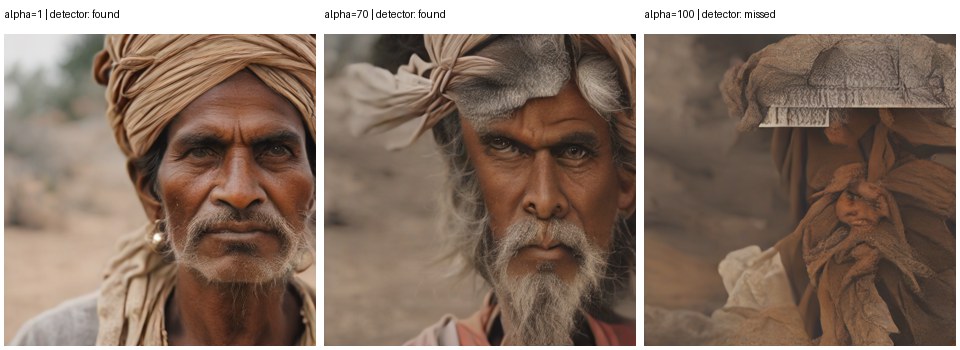 alpha=1 | detector: found
alpha=70 | detector: found
alpha=100 | detector: missed